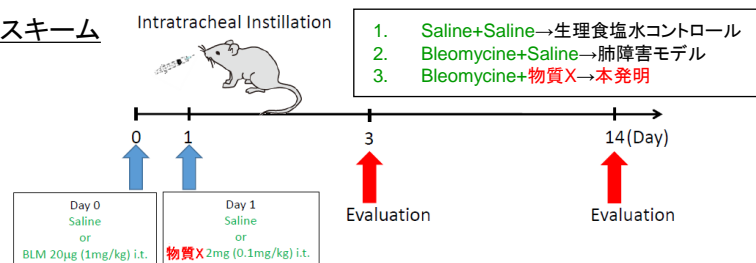 スキーム
Intratracheal Instillation
1. Saline+Saline→生理食塩水コントロール
2. Bleomycine+Saline→肺障害モデル
3. Bleomycine+物質X→本発明
0 1 3 14(Day)
Day 0
Saline
or
BLM 20μg (1mg/kg) i.t.
Day 1
Saline
or
物質X 2mg (0.1mg/kg) i.t.
Evaluation
Evaluation